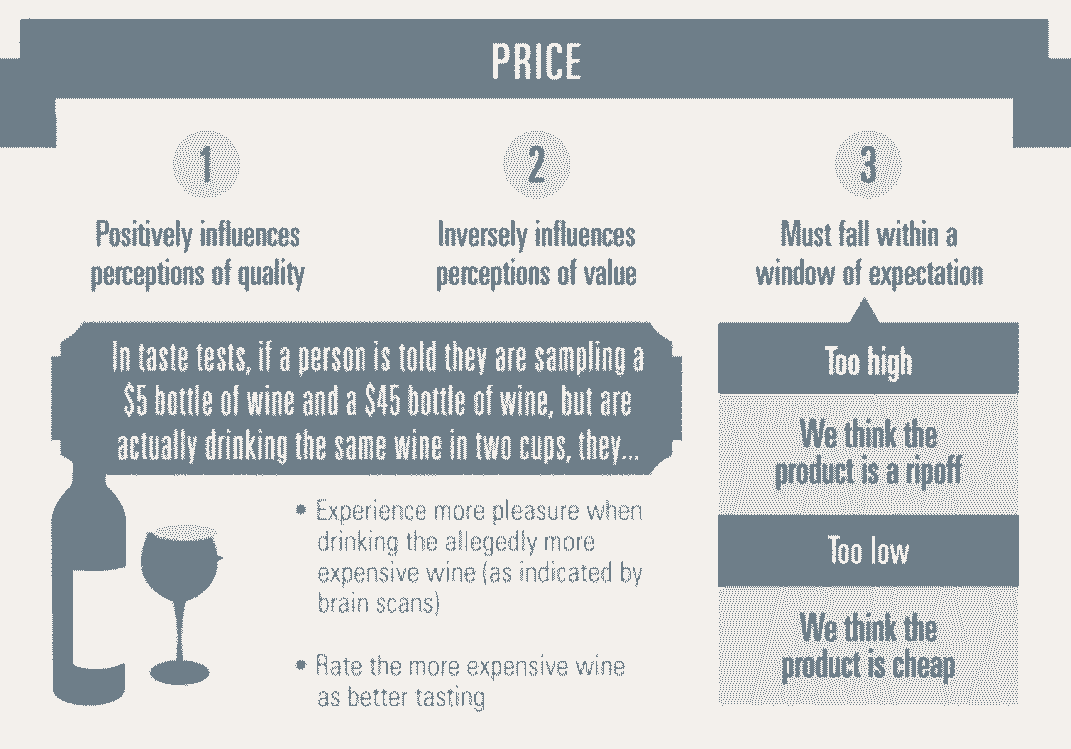 PRICE
1
Positively influences
perceptions of quality
2
Inversely influences
perceptions of value
3
Must fall within a
window of expectation
In taste tests, if a person is told they are sampling a
$5 bottle of wine and a $45 bottle of wine, but are
actually drinking the same wine in two cups, they...
• Experience more pleasure when
drinking the allegedly more
expensive wine (as indicated by
brain scans)
• Rate the more expensive wine
as better tasting
Too high
We think the
product is a ripoff
Too low
We think the
product is cheap